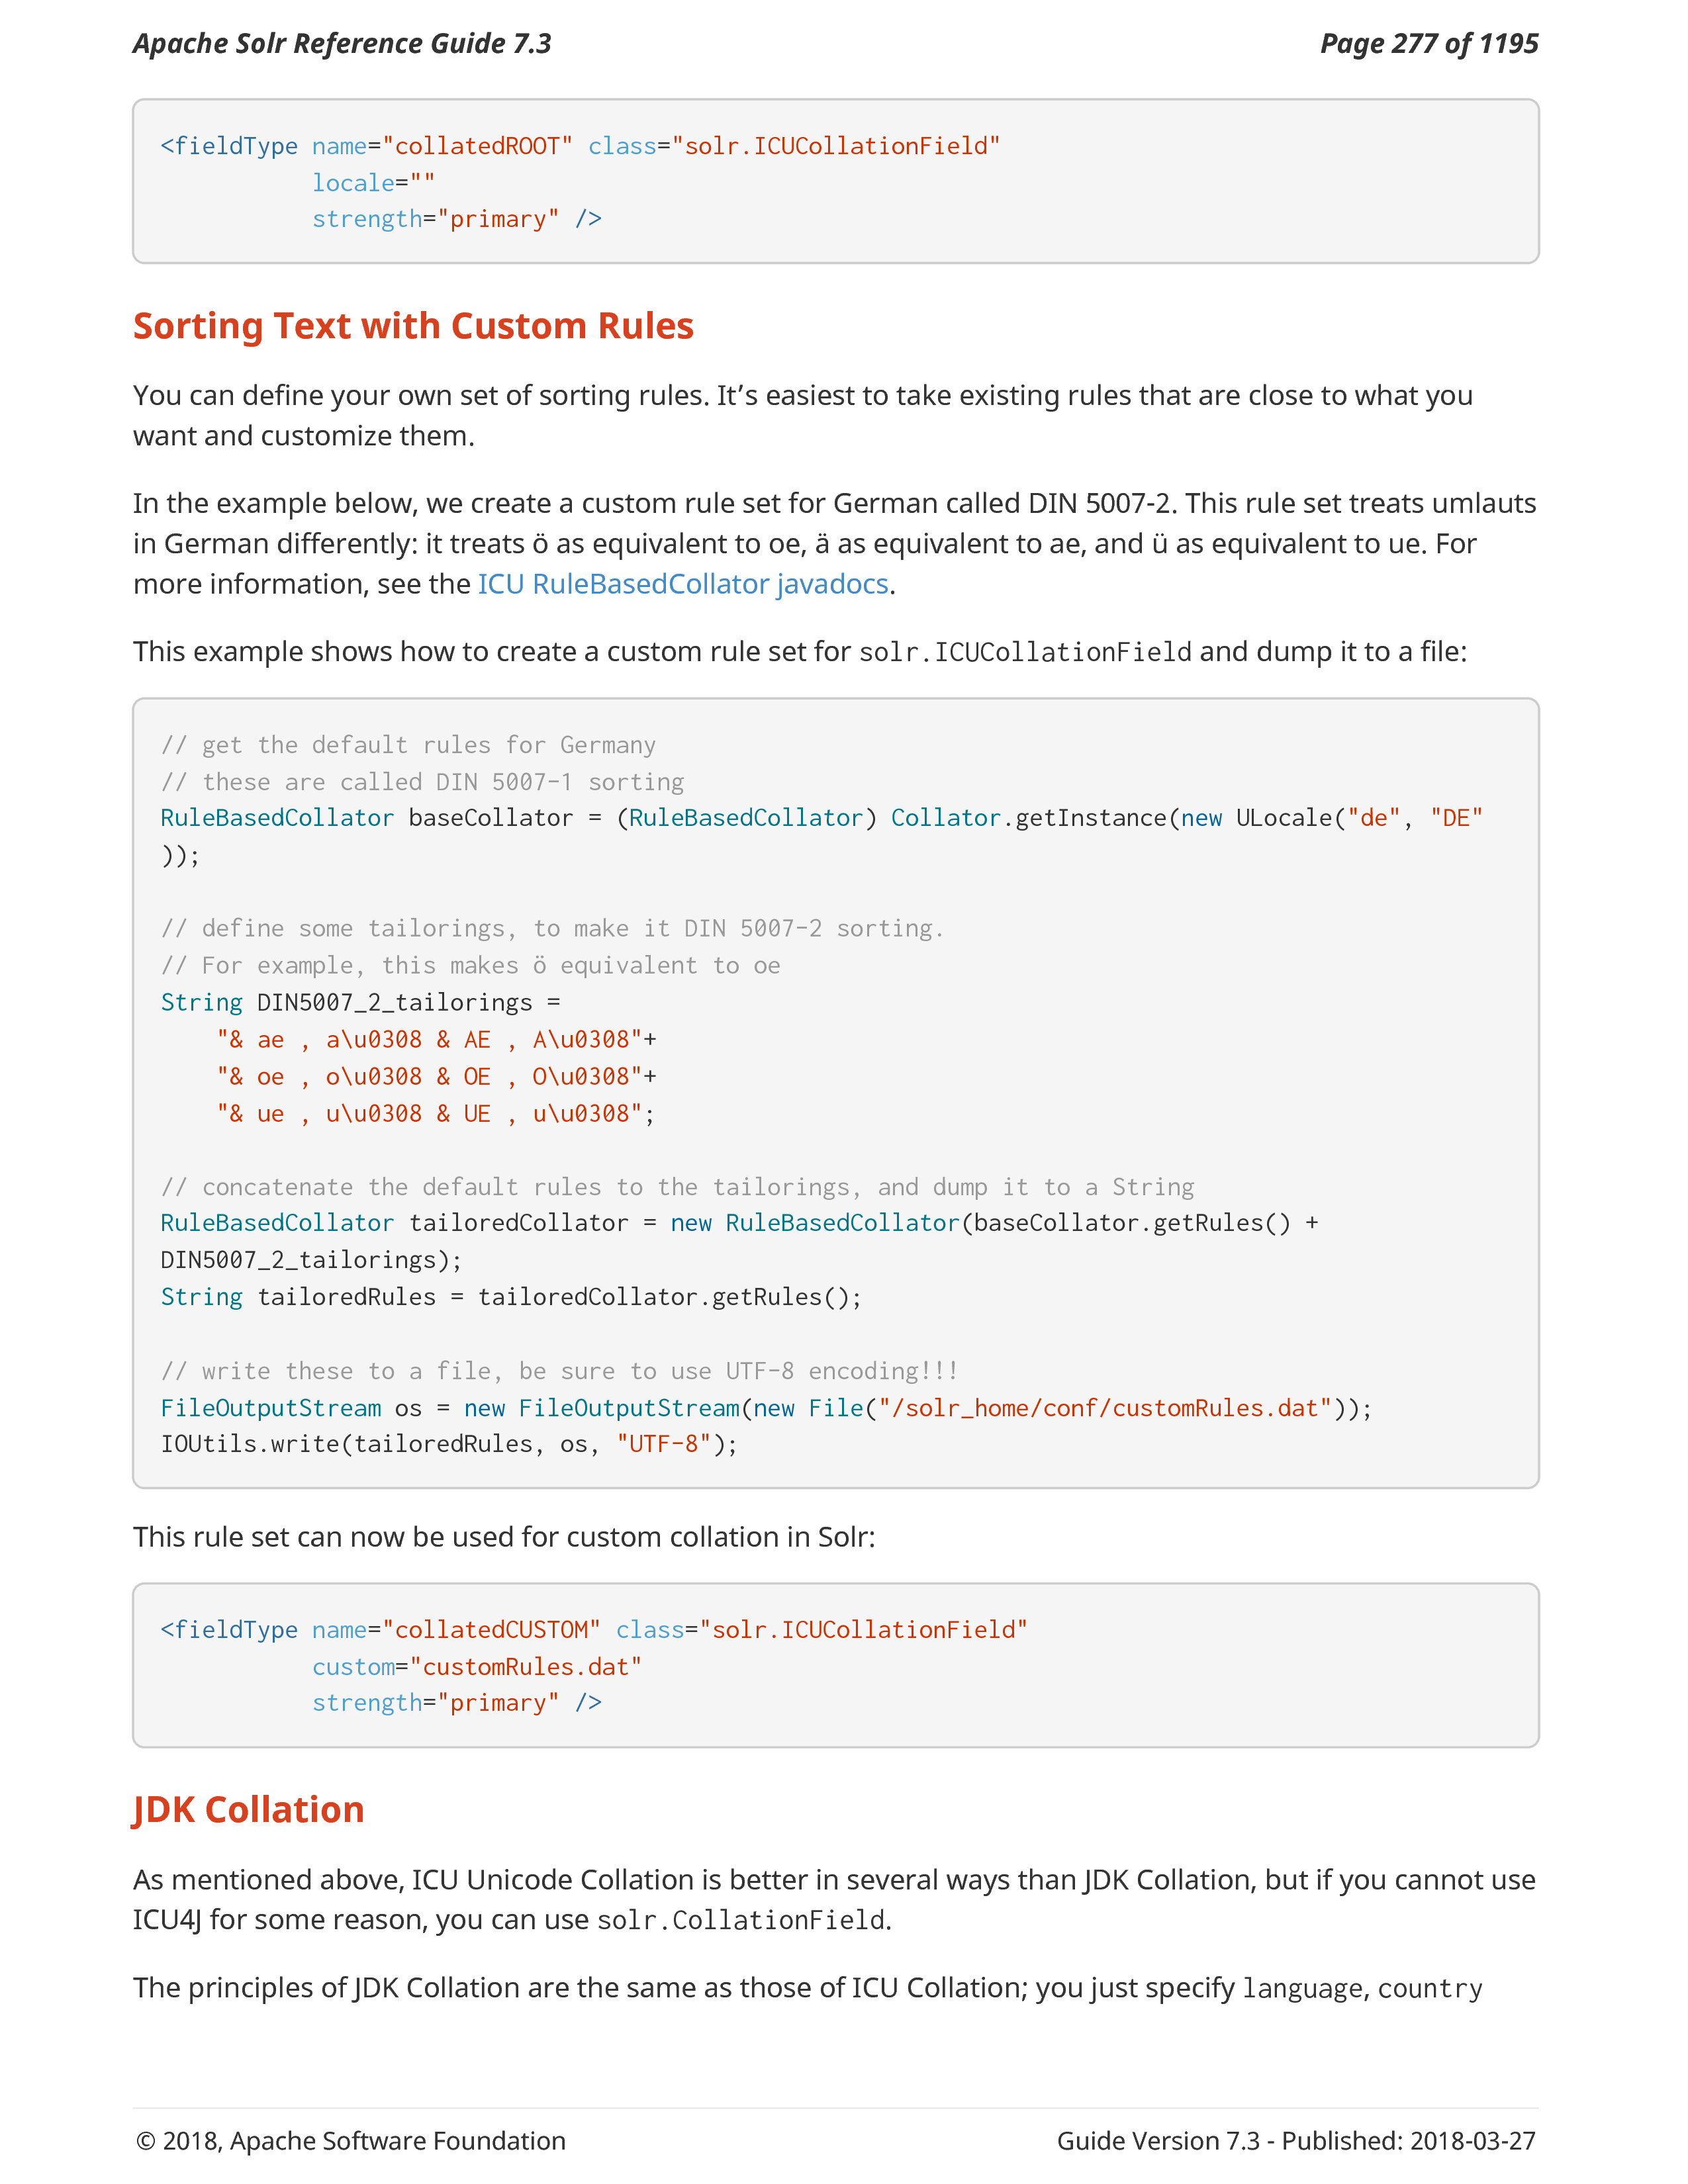 Apache Solr Reference Guide 7.3
Page 277 of 1195
<fieldType name="collatedROOT" class="solr.ICUCollationField"
           locale=""
           strength="primary" />
Sorting Text with Custom Rules
You can define your own set of sorting rules. It’s easiest to take existing rules that are close to what you
want and customize them.
In the example below, we create a custom rule set for German called DIN 5007-2. This rule set treats umlauts
in German differently: it treats ö as equivalent to oe, ä as equivalent to ae, and ü as equivalent to ue. For
more information, see the ICU RuleBasedCollator javadocs.
This example shows how to create a custom rule set for solr.ICUCollationField and dump it to a file:
// get the default rules for Germany
// these are called DIN 5007-1 sorting
RuleBasedCollator baseCollator = (RuleBasedCollator) Collator.getInstance(new ULocale("de", "DE"
));
// define some tailorings, to make it DIN 5007-2 sorting.
// For example, this makes ö equivalent to oe
String DIN5007_2_tailorings =
    "& ae , a\u0308 & AE , A\u0308"+
    "& oe , o\u0308 & OE , O\u0308"+
    "& ue , u\u0308 & UE , u\u0308";
// concatenate the default rules to the tailorings, and dump it to a String
RuleBasedCollator tailoredCollator = new RuleBasedCollator(baseCollator.getRules() +
DIN5007_2_tailorings);
String tailoredRules = tailoredCollator.getRules();
// write these to a file, be sure to use UTF-8 encoding!!!
FileOutputStream os = new FileOutputStream(new File("/solr_home/conf/customRules.dat"));
IOUtils.write(tailoredRules, os, "UTF-8");
This rule set can now be used for custom collation in Solr:
<fieldType name="collatedCUSTOM" class="solr.ICUCollationField"
           custom="customRules.dat"
           strength="primary" />
JDK Collation
As mentioned above, ICU Unicode Collation is better in several ways than JDK Collation, but if you cannot use
ICU4J for some reason, you can use solr.CollationField.
The principles of JDK Collation are the same as those of ICU Collation; you just specify language, country
© 2018, Apache Software Foundation
Guide Version 7.3 - Published: 2018-03-27